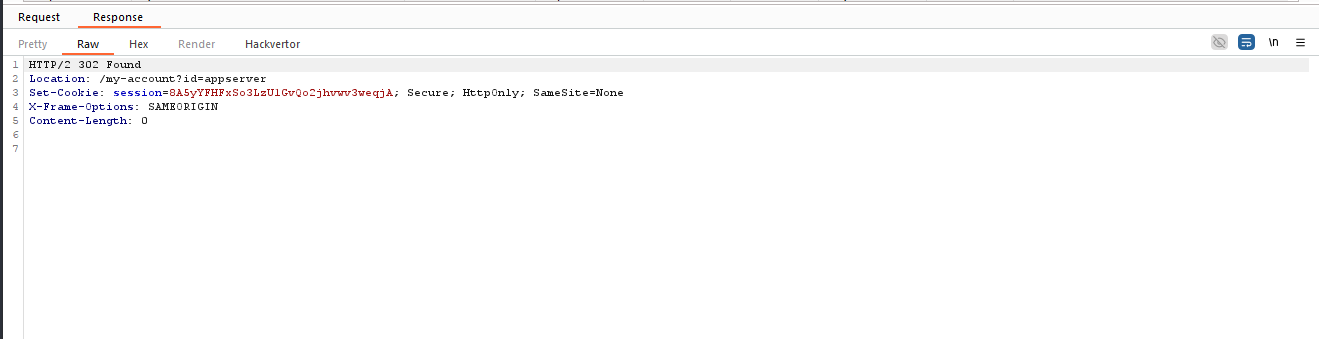 Request Response
Pretty Raw Hex Render Hackvertor \n
1 HTTP/2 302 Found
2 Location: /my-account?id=appserver
3 Set-Cookie: session=8A5yYFHFxSo3LzUlGvQo2jhvwv3weqjA; Secure; HttpOnly; SameSite=None
4 X-Frame-Options: SAMEORIGIN
5 Content-Length: 0
6
7